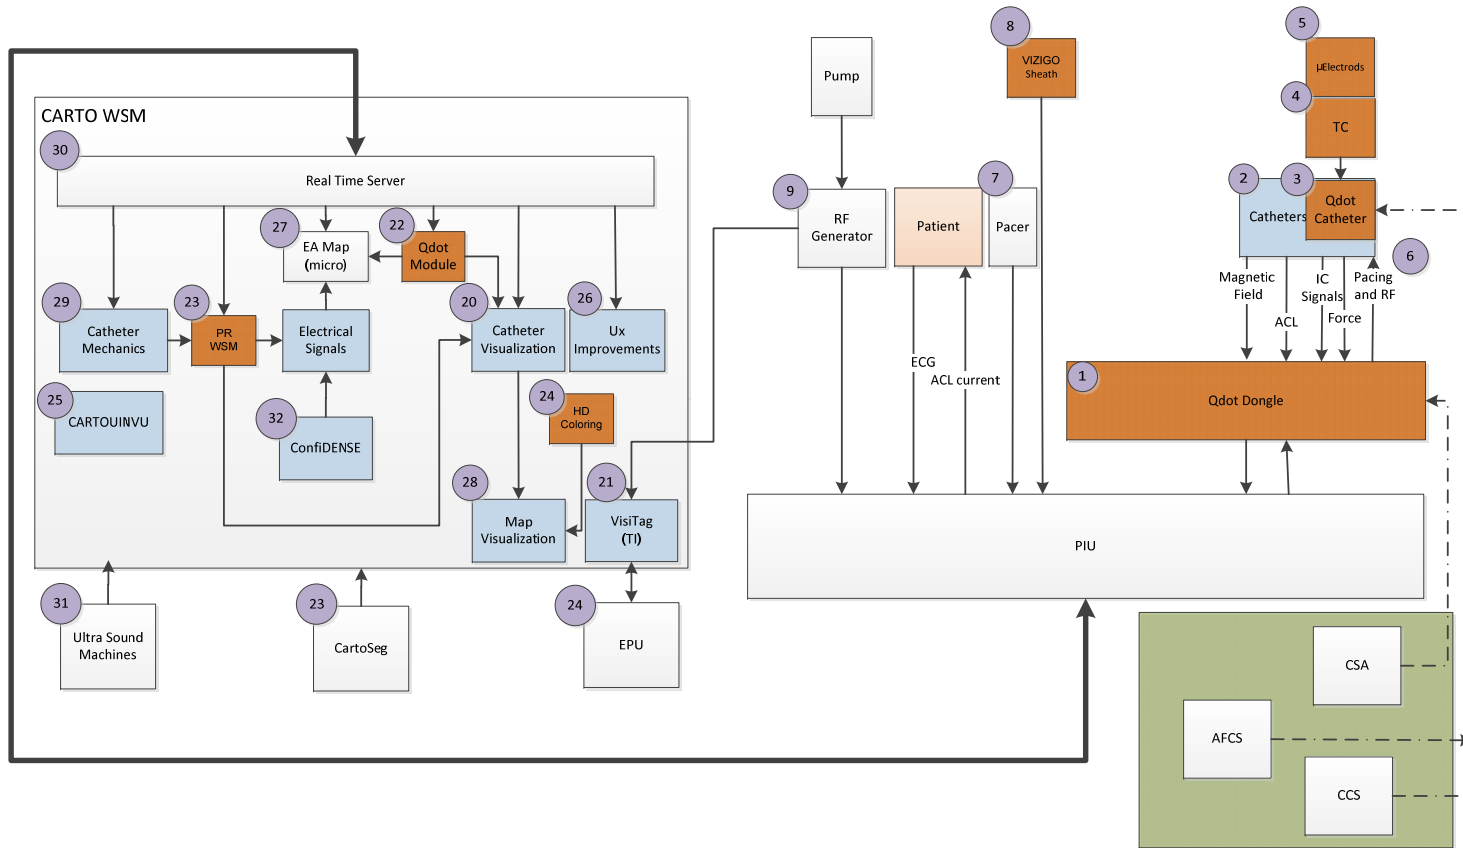 5
8
µElectrods
VIZIGO
Sheath
Pump
4
TC
CARTO WSM
30
Real Time Server
2
3
Qdot
Catheter
Catheters
7
9
RF
Generator
Patient
Pacer
27
EA Map
(micro)
22
Qdot
Module
6
Magnetic
Field
IC
Signals
Pacing
and RF
ACL
Force
29
Catheter
Mechanics
23
PR
WSM
Electrical
Signals
20
Catheter
Visualization
26
Ux
Improvements
ECG
ACL current
1
Qdot Dongle
25
CARTOUINVU
32
ConfiDENSE
24
HD
Coloring
28
Map
Visualization
21
VisiTag
(TI)
PIU
31
Ultra Sound
Machines
23
CartoSeg
24
EPU
CSA
AFCS
CCS